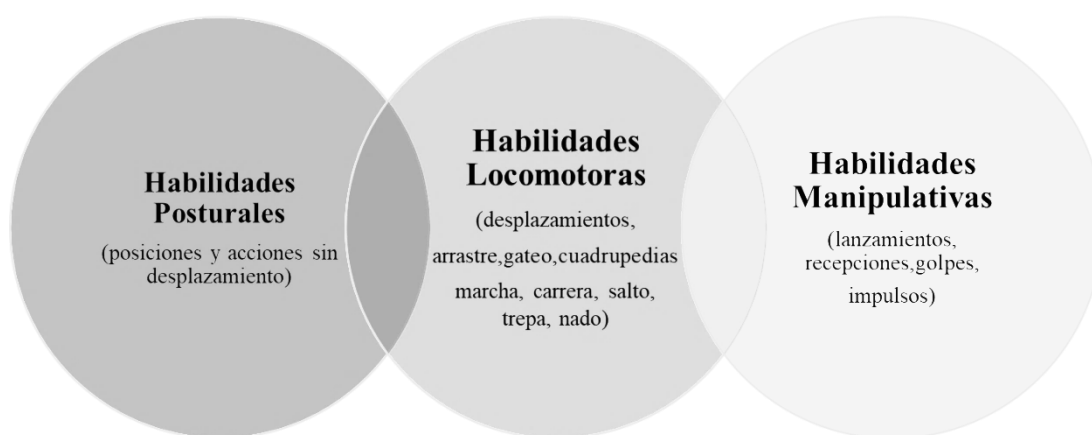 Habilidades
Posturales
(posiciones y acciones sin
desplazamiento)
Habilidades
Locomotoras
(desplazamientos,
arrastre,gateo,cuadrupedias
marcha, carrera, salto,
trepa, nado)
Habilidades
Manipulativas
(lanzamientos,
recepciones,golpes,
impulsos)